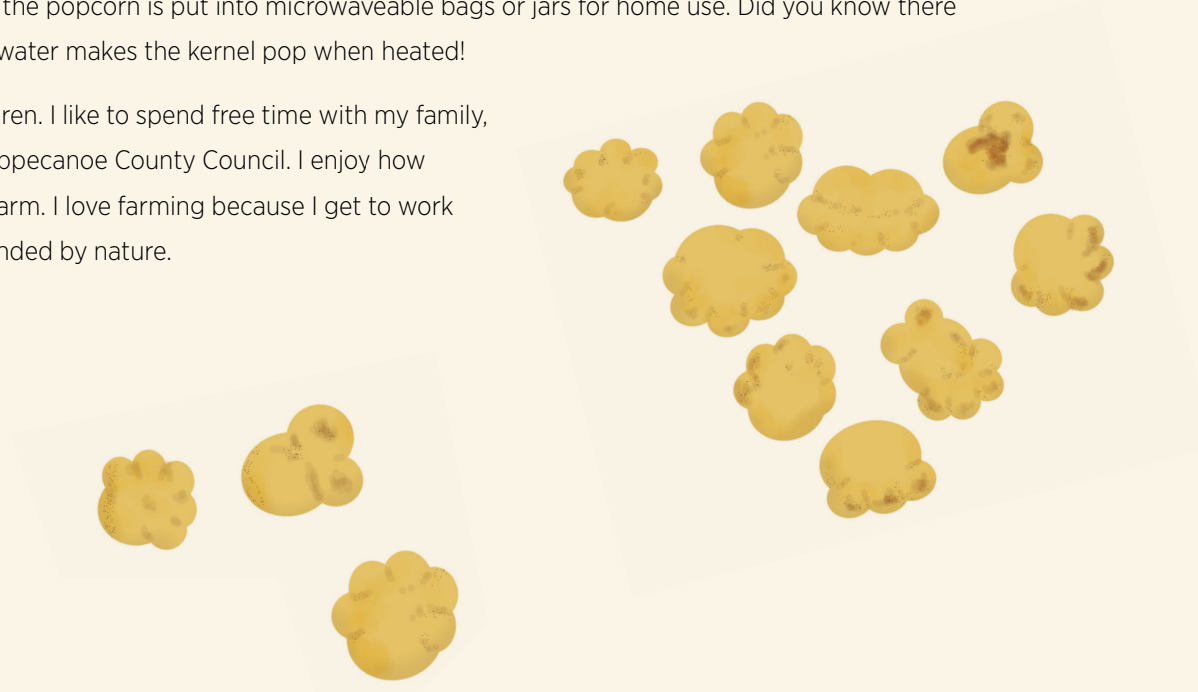 the popcorn is put into microwaveable bags or jars for home use. Did you know there
water makes the kernel pop when heated!
ren. I like to spend free time with my family,
ppecanoe County Council. I enjoy how
arm. I love farming because I get to work
nded by nature.